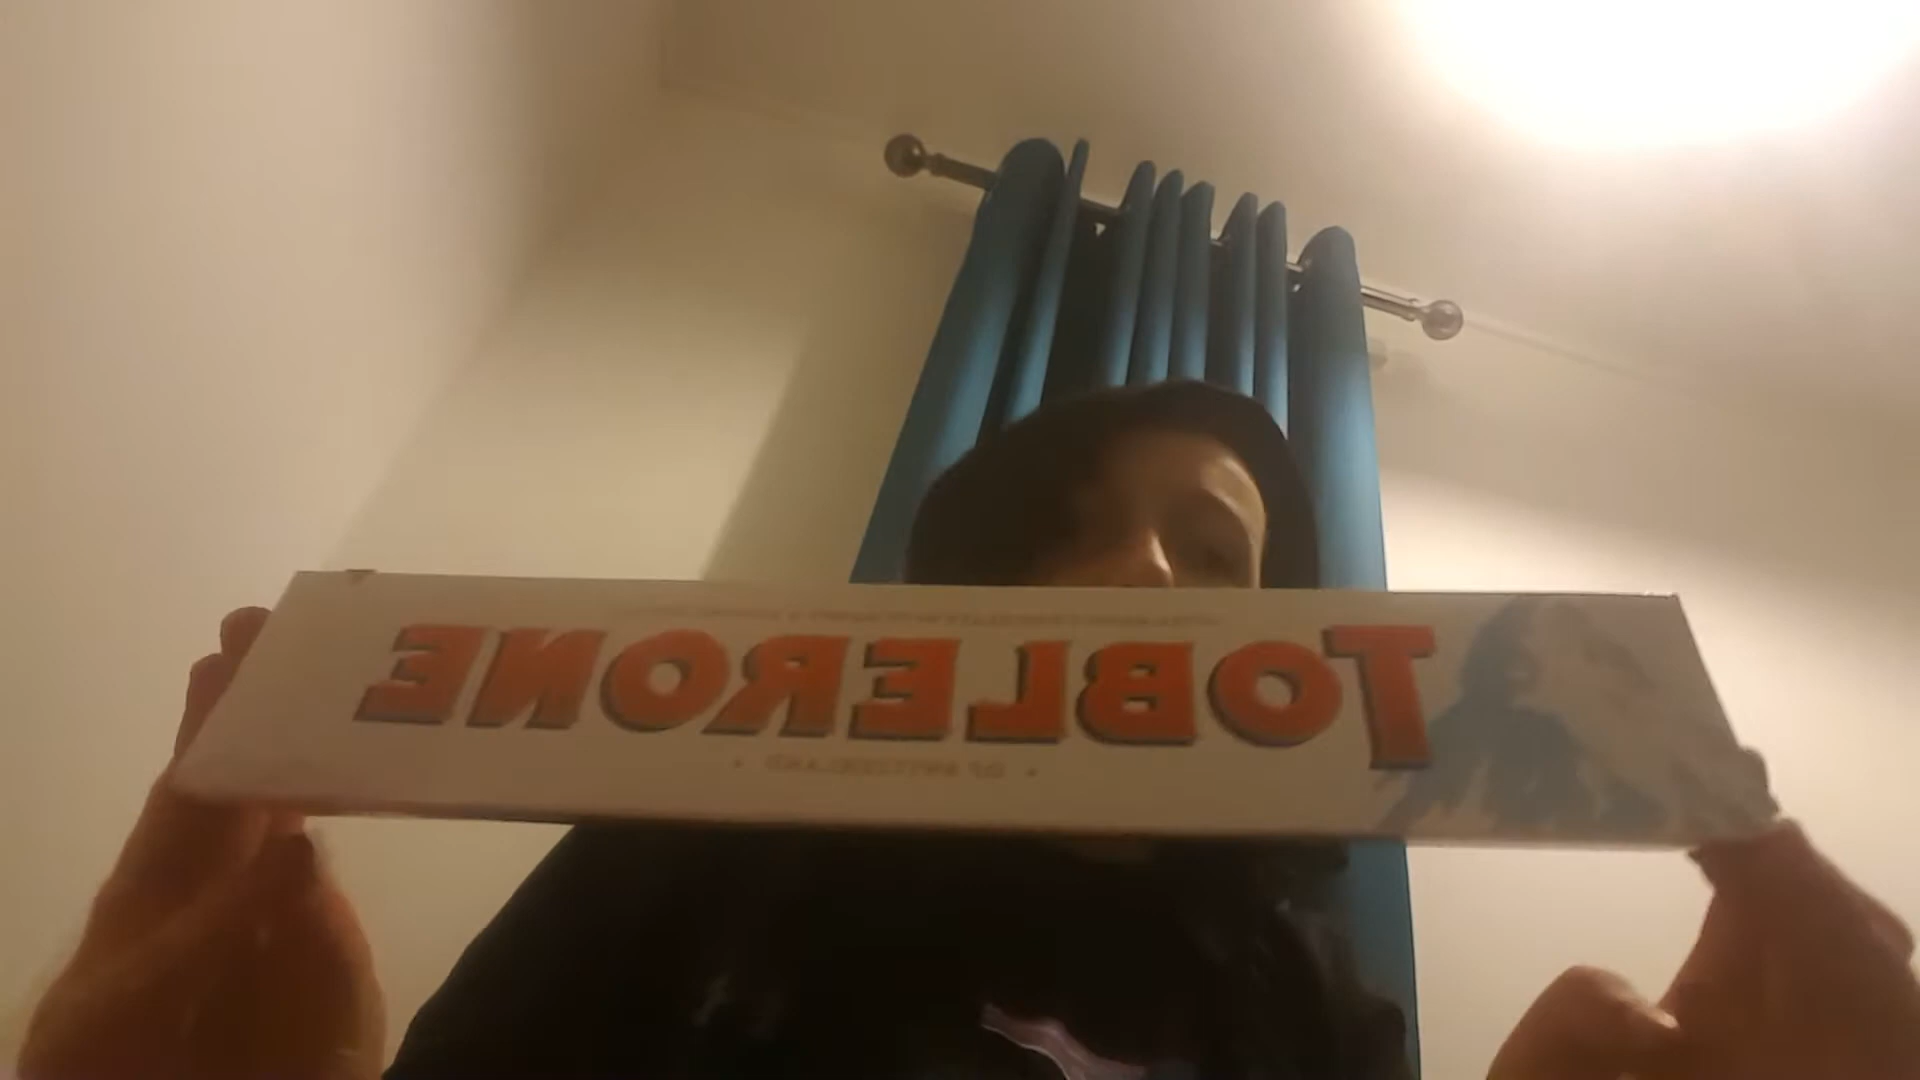 TOBLERONE
• OF SWITZERLAND •